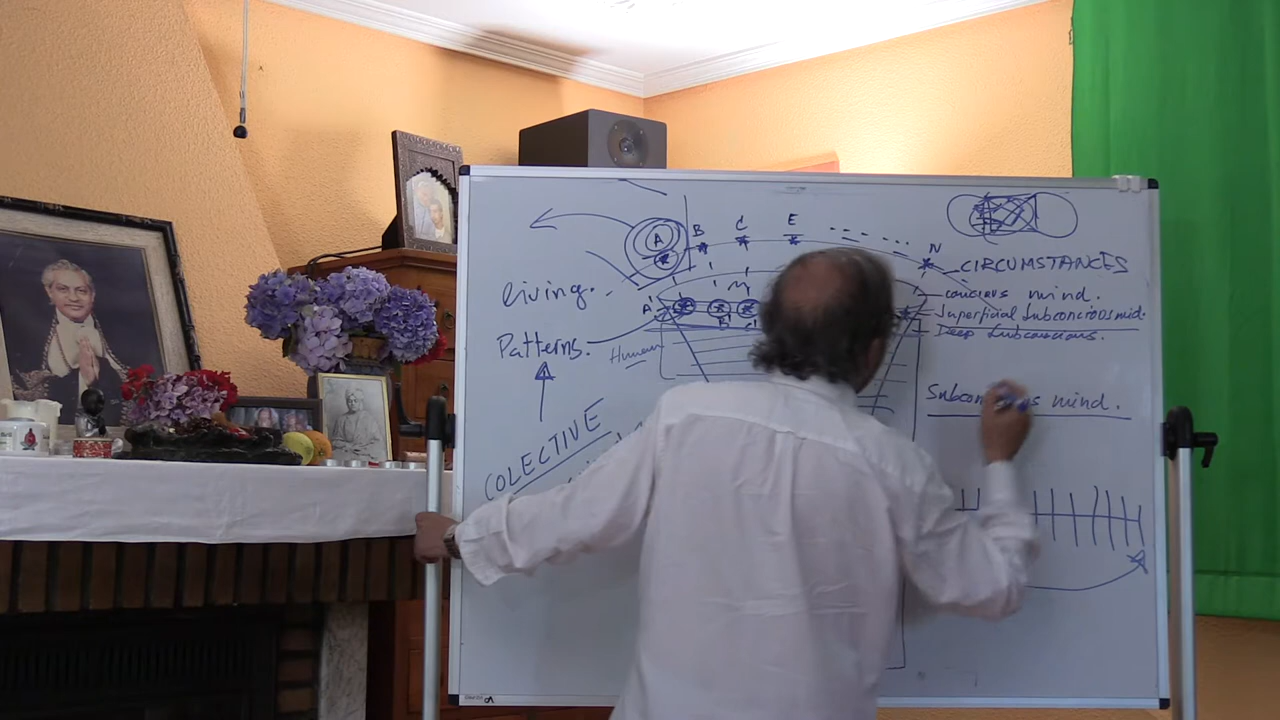 A B C E
N
CIRCUMSTANCES
living.
concious mind.
A' B'
Superficial Subconcious mid.
Patterns.
Human
Deep Subconcious.
mind.
COLECTIVE